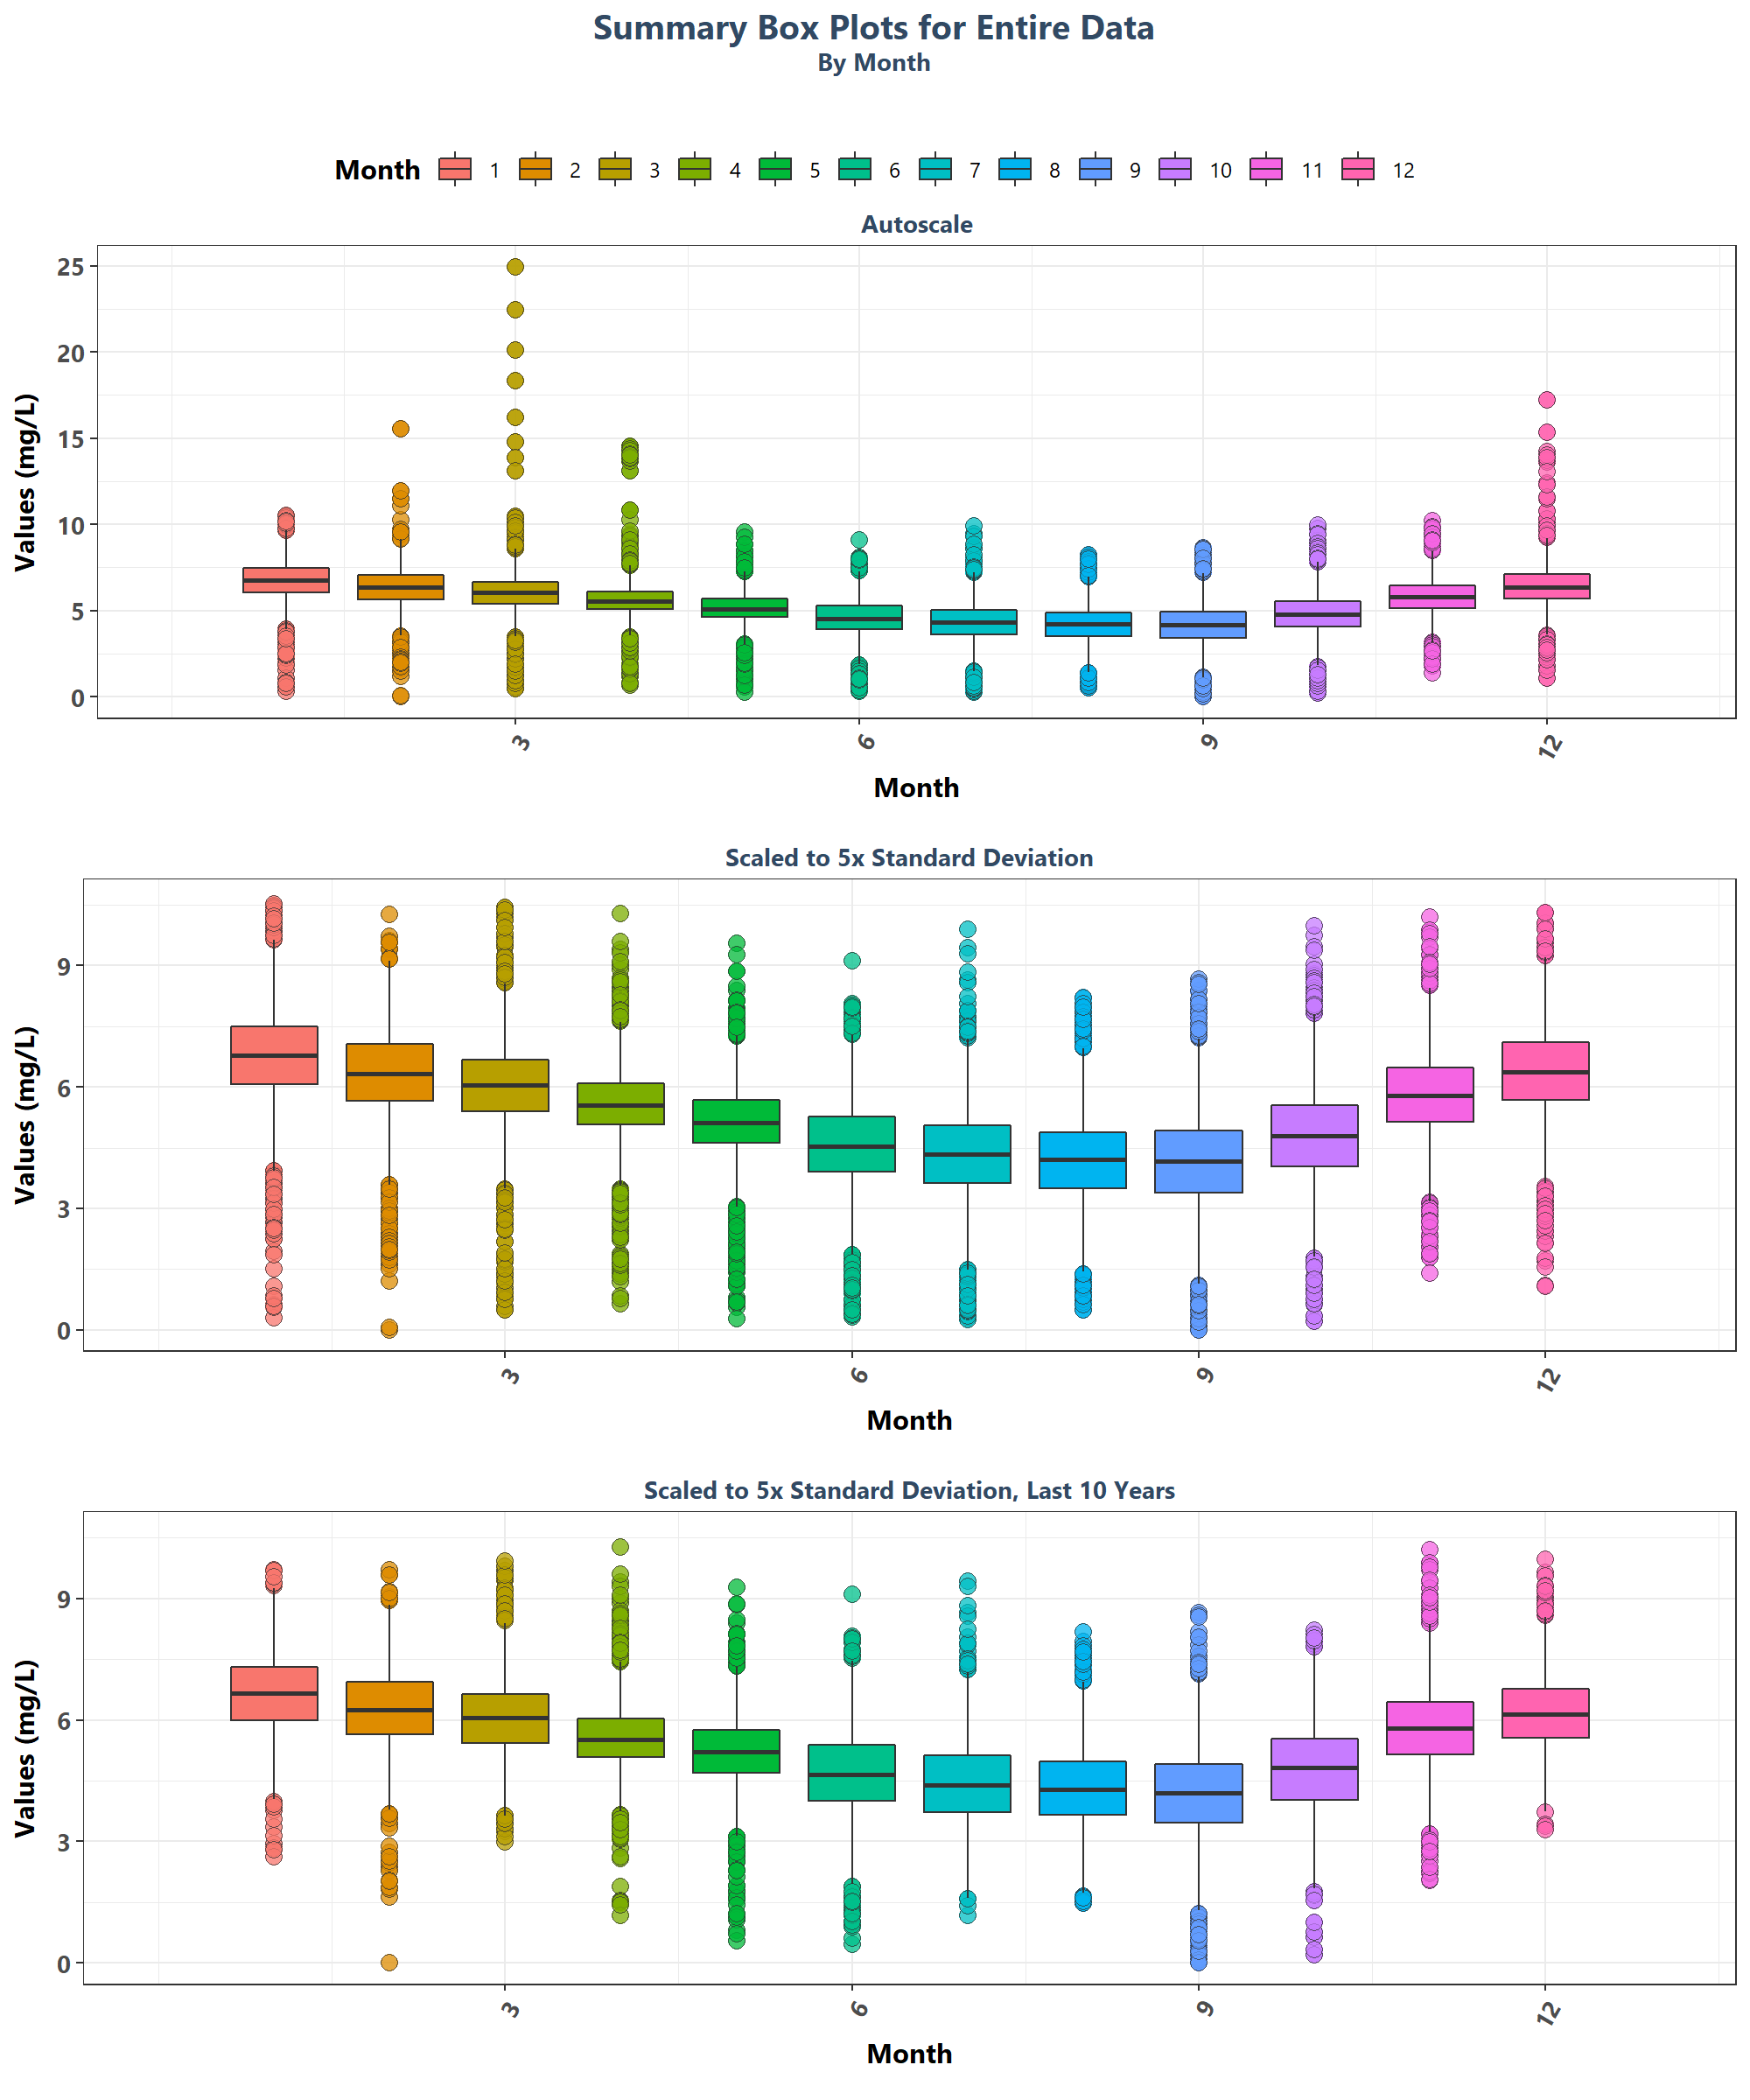 Summary Box Plots for Entire Data
By Month
Month 1 2 3 4 5 6 7 8 9 10 11 12
Autoscale
Values (mg/L)
25
20
15
10
5
0
3 6 9 12
Month
Scaled to 5x Standard Deviation
Values (mg/L)
9
6
3
0
3 6 9 12
Month
Scaled to 5x Standard Deviation, Last 10 Years
Values (mg/L)
9
6
3
0
3 6 9 12
Month